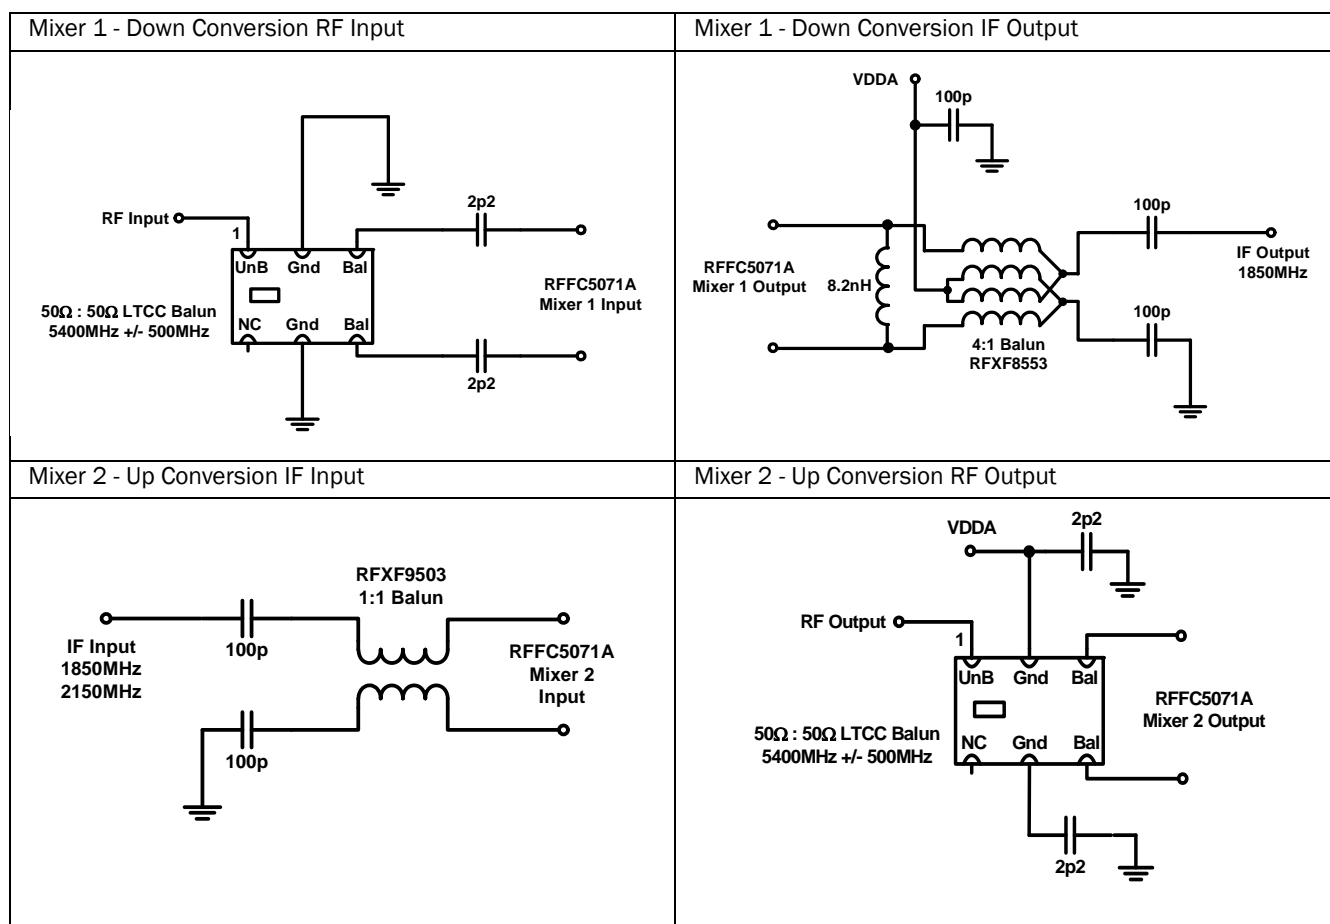 Mixer 1 - Down Conversion RF Input
RF Input
1
UnB Gnd Bal
NC Gnd Bal
50Ω : 50Ω LTCC Balun
5400MHz +/- 500MHz
2p2
2p2
RFFC5071A
Mixer 1 Input
Mixer 1 - Down Conversion IF Output
VDDA
100p
RFFC5071A
Mixer 1 Output
8.2nH
4:1 Balun
RFXF8553
100p
IF Output
1850MHz
100p
Mixer 2 - Up Conversion IF Input
RFXF9503
1:1 Balun
IF Input
1850MHz
2150MHz
100p
100p
RFFC5071A
Mixer 2
Input
Mixer 2 - Up Conversion RF Output
VDDA
2p2
RF Output
1
UnB Gnd Bal
NC Gnd Bal
50Ω : 50Ω LTCC Balun
5400MHz +/- 500MHz
RFFC5071A
Mixer 2 Output
2p2